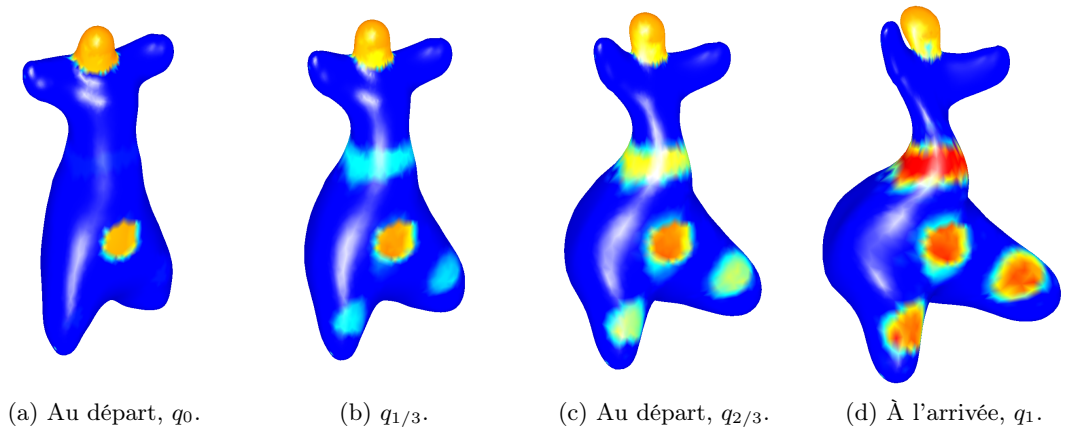 (a) Au départ, q₀.
(b) q₁/₃.
(c) Au départ, q₂/₃.
(d) À l'arrivée, q₁.